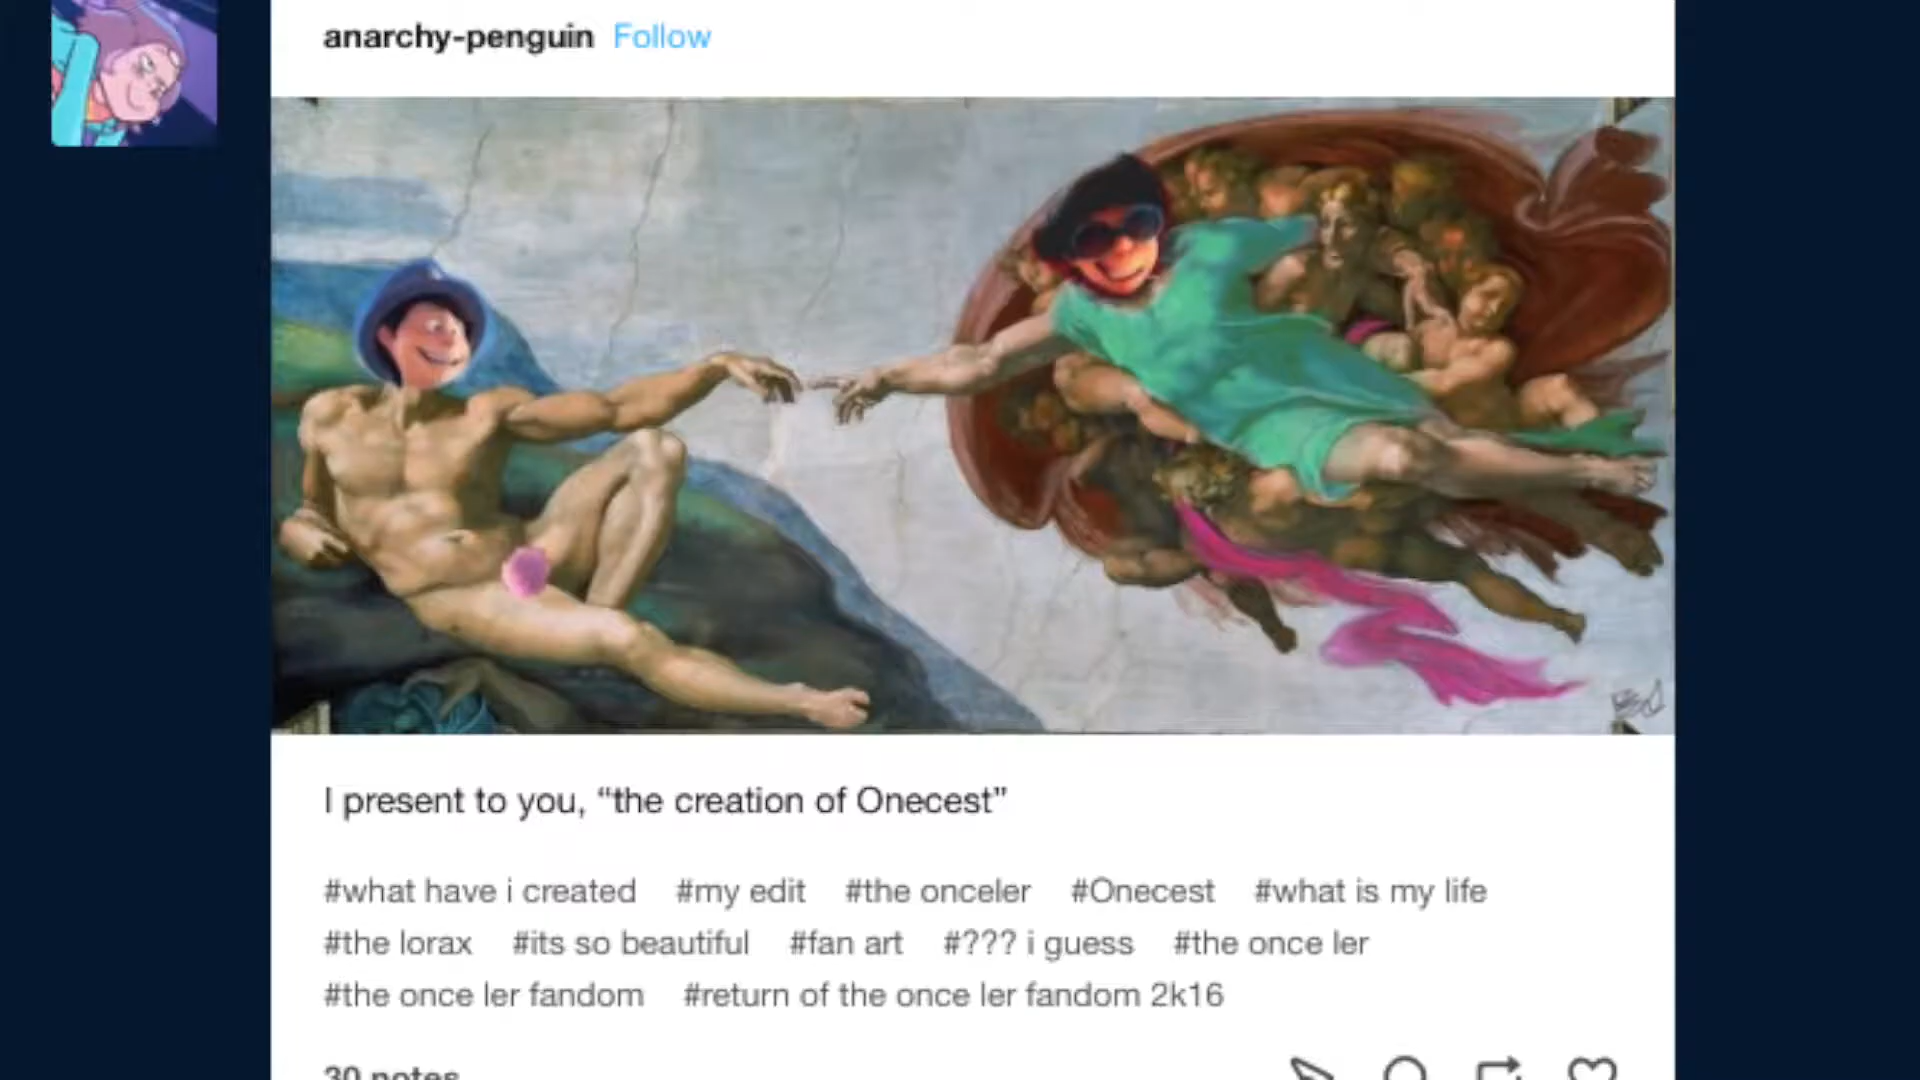 anarchy-penguin Follow
I present to you, “the creation of Onecest”
#what have i created #my edit #the onceler #Onecest #what is my life
#the lorax #its so beautiful #fan art #??? i guess #the once ler
#the once ler fandom #return of the once ler fandom 2k16
30 notes